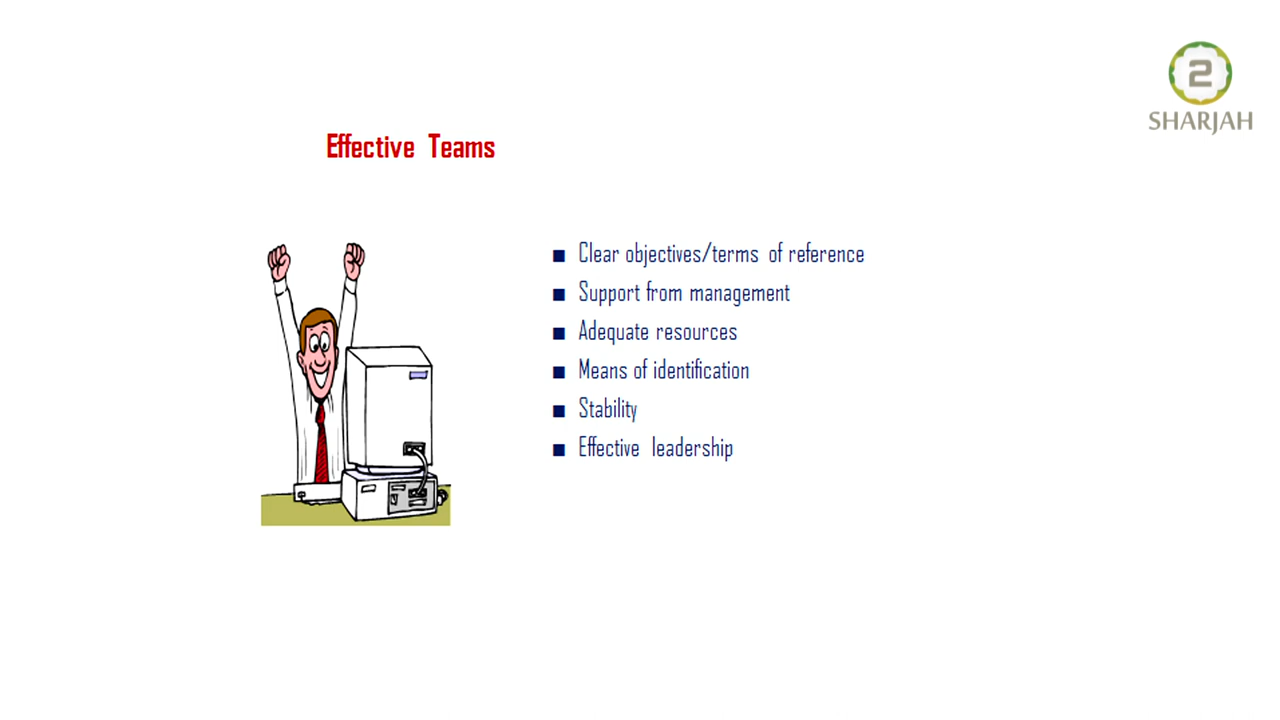 2
SHARJAH
Effective Teams
Clear objectives/terms of reference
Support from management
Adequate resources
Means of identification
Stability
Effective leadership